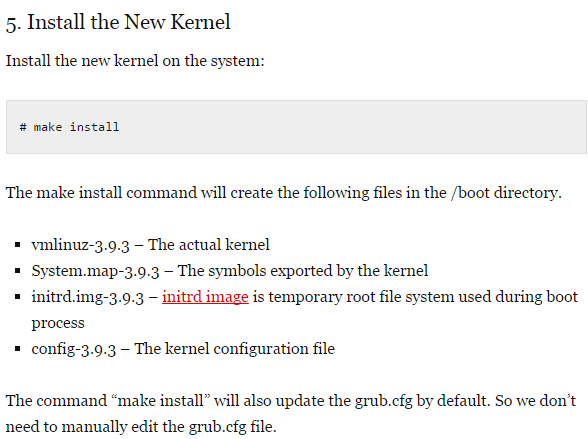 5. Install the New Kernel
Install the new kernel on the system:
# make install
The make install command will create the following files in the /boot directory.
▪ vmlinuz-3.9.3 – The actual kernel
▪ System.map-3.9.3 – The symbols exported by the kernel
▪ initrd.img-3.9.3 – initrd image is temporary root file system used during boot
process
▪ config-3.9.3 – The kernel configuration file
The command “make install” will also update the grub.cfg by default. So we don’t
need to manually edit the grub.cfg file.